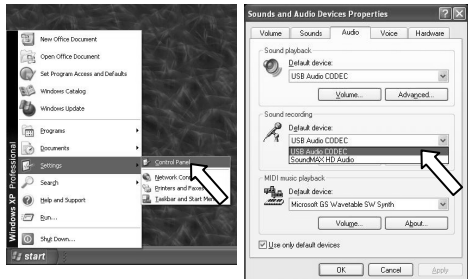 New Office Document
Open Office Document
Set Program Access and Defaults
Windows Catalog
Windows Update
Programs
Documents
Settings
Search
Help and Support
Run...
Shut Down...
Windows XP Professional
start
Control Panel
Network
Printers and Faxes
Taskbar and Start Menu
Sounds and Audio Devices Properties
Volume Sounds Audio Voice Hardware
Sound playback
Default device:
USB Audio CODEC
Volume... Advanced...
Sound recording
Default device:
USB Audio CODEC
USB Audio CODEC
SoundMAX HD Audio
MIDI music playback
Default device:
Microsoft GS Wavetable SW Synth
Volume... About...
Use only default devices
OK Cancel Apply